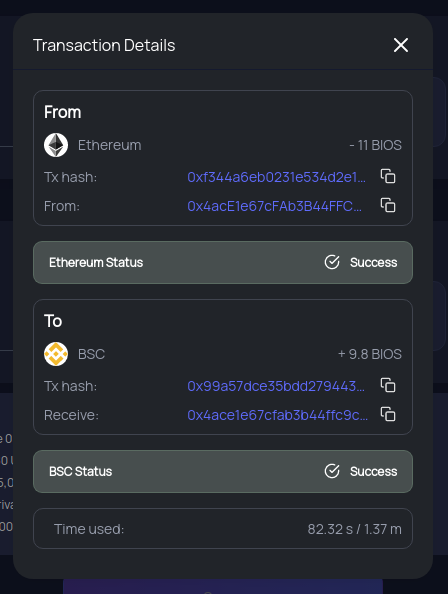 Transaction Details
From
Ethereum - 11 BIOS
Tx hash: 0xf344a6eb0231e534d2e1...
From: 0x4acE1e67cFAb3B44FFC...
Ethereum Status Success
To
BSC + 9.8 BIOS
Tx hash: 0x99a57dce35bdd279443...
Receive: 0x4ace1e67cfab3b44ffc9c...
BSC Status Success
Time used: 82.32 s / 1.37 m